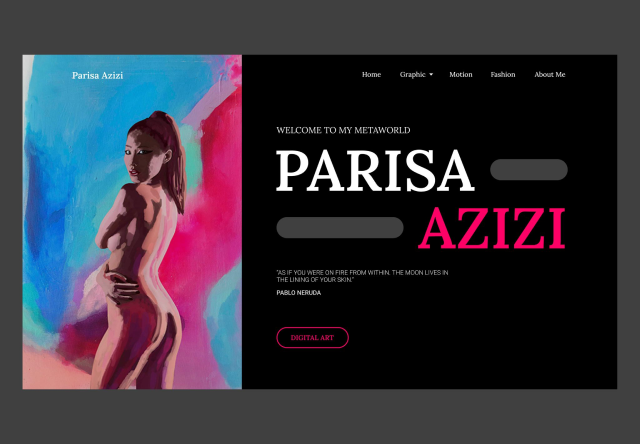 Parisa Azizi
Home Graphic Motion Fashion About Me
WELCOME TO MY METAWORLD
PARISA
AZIZI
"AS IF YOU WERE ON FIRE FROM WITHIN. THE MOON LIVES IN
THE LINING OF YOUR SKIN."
PABLO NERUDA
DIGITAL ART